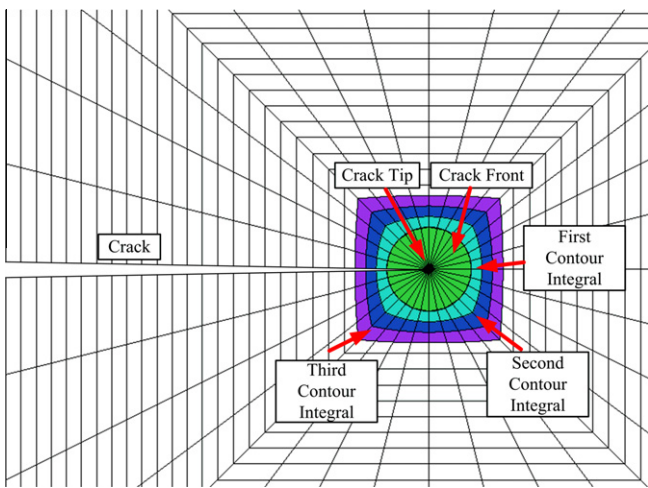 Crack Tip
Crack Front
Crack
First
Contour
Integral
Third
Contour
Integral
Second
Contour
Integral